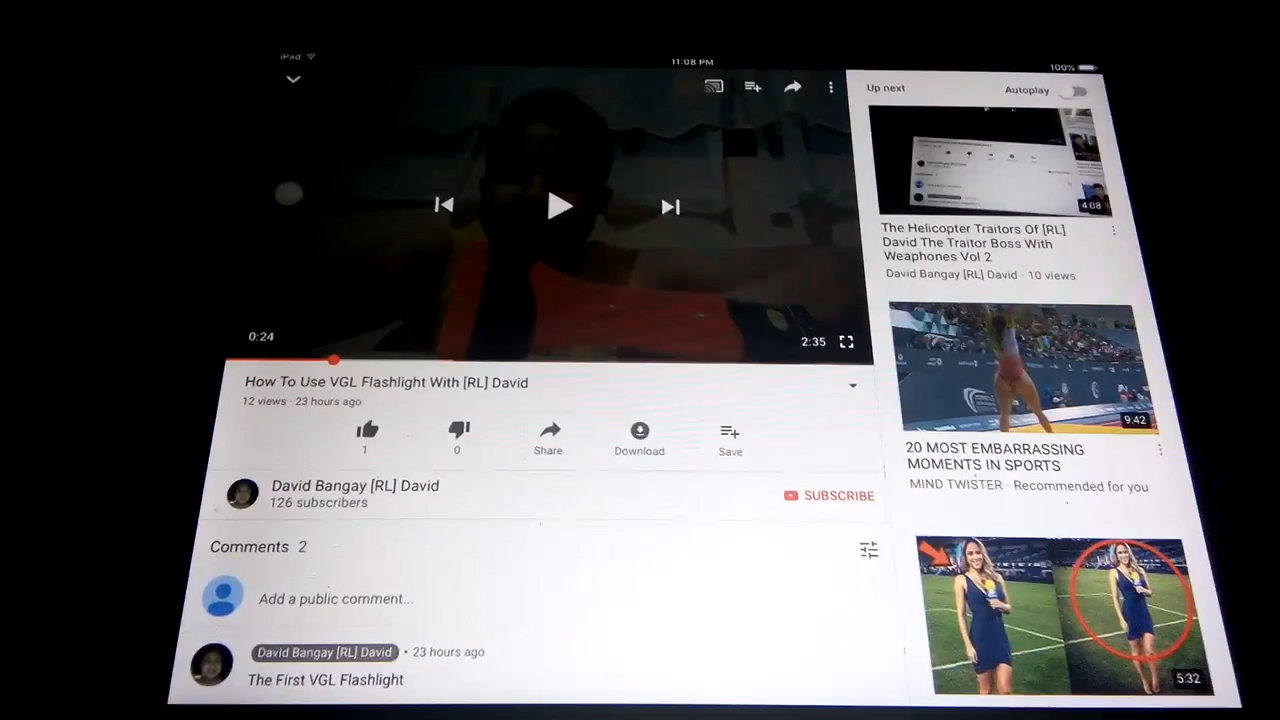 iPad
11:08 PM
100%
0:24
2:35
How To Use VGL Flashlight With [RL] David
12 views · 23 hours ago
1
0
Share
Download
Save
David Bangay [RL] David
126 subscribers
SUBSCRIBE
Comments 2
Add a public comment...
David Bangay [RL] David • 23 hours ago
The First VGL Flashlight
Up next
Autoplay
4:08
The Helicopter Traitors Of [RL]
David The Traitor Boss With
Weaphones Vol 2
David Bangay [RL] David · 10 views
9:42
20 MOST EMBARRASSING
MOMENTS IN SPORTS
MIND TWISTER · Recommended for you
5:32